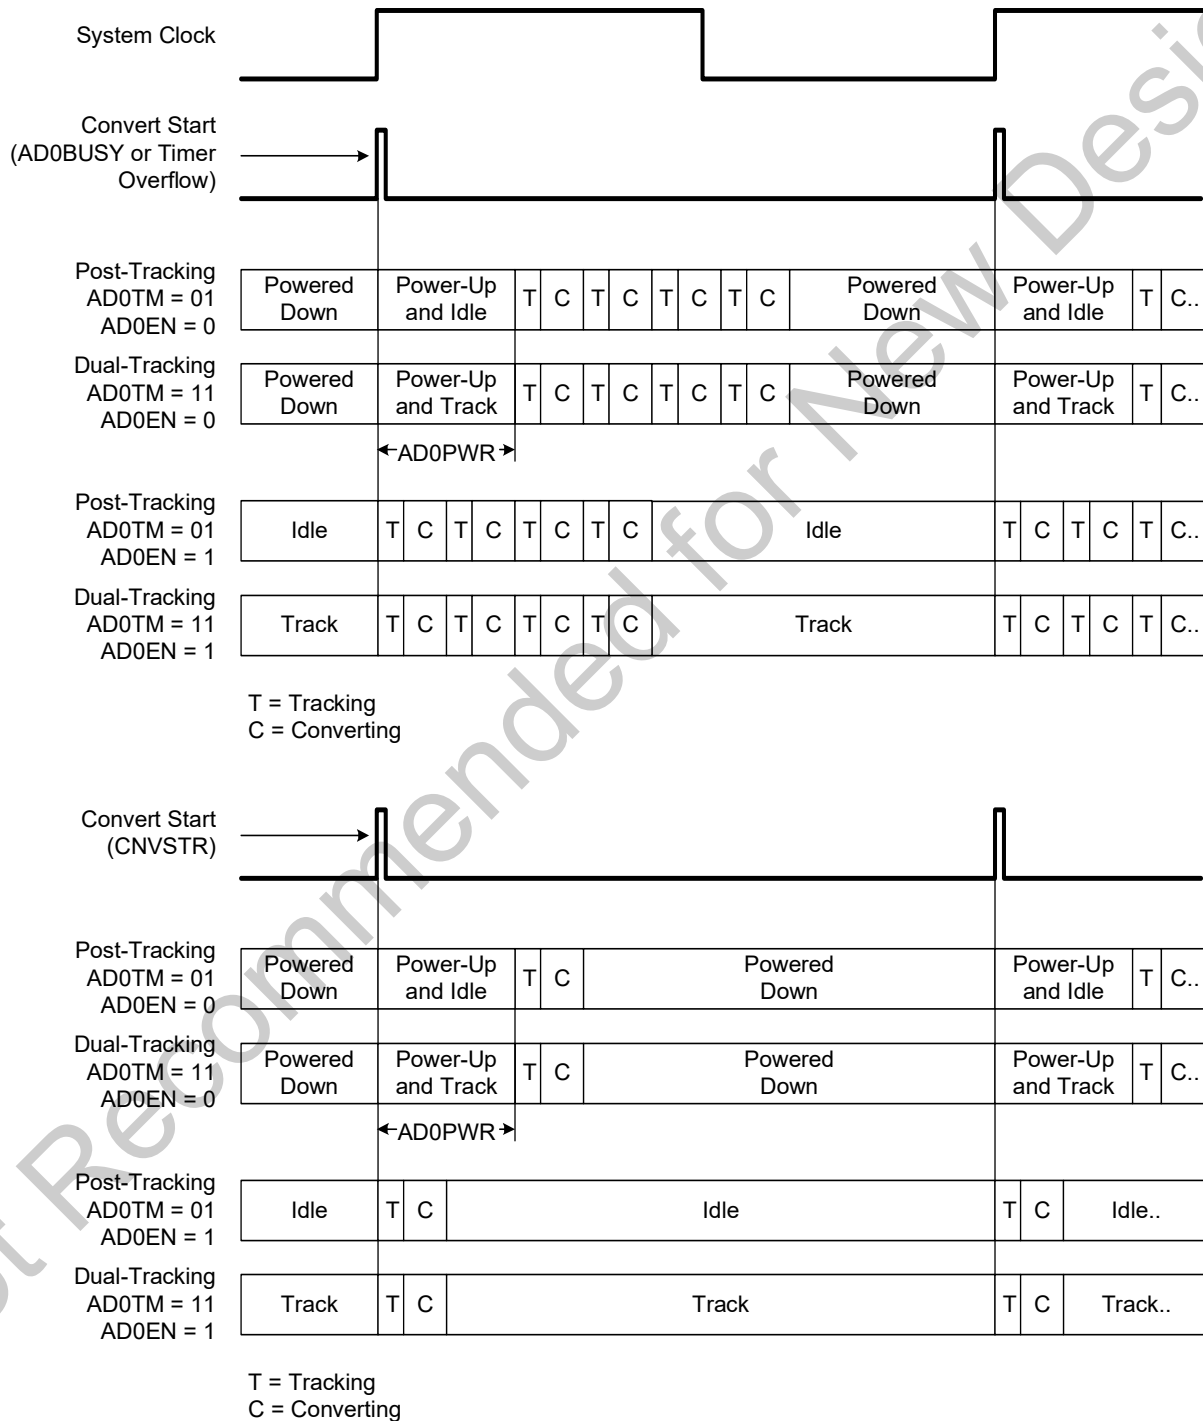 System Clock
Convert Start
(AD0BUSY or Timer
Overflow)
Post-Tracking
AD0TM = 01
AD0EN = 0
Powered
Down
Power-Up
and Idle
T C T C T C T C
Powered
Down
Power-Up
and Idle
T C..
Dual-Tracking
AD0TM = 11
AD0EN = 0
Powered
Down
Power-Up
and Track
T C T C T C T C
Powered
Down
Power-Up
and Track
T C..
AD0PWR
Post-Tracking
AD0TM = 01
AD0EN = 1
Idle T C T C T C T C Idle T C T C T C..
Dual-Tracking
AD0TM = 11
AD0EN = 1
Track T C T C T C T C Track T C T C T C..
T = Tracking
C = Converting
Convert Start
(CNVSTR)
Post-Tracking
AD0TM = 01
AD0EN = 0
Powered
Down
Power-Up
and Idle
T C
Powered
Down
Power-Up
and Idle
T C..
Dual-Tracking
AD0TM = 11
AD0EN = 0
Powered
Down
Power-Up
and Track
T C
Powered
Down
Power-Up
and Track
T C..
AD0PWR
Post-Tracking
AD0TM = 01
AD0EN = 1
Idle T C Idle T C Idle..
Dual-Tracking
AD0TM = 11
AD0EN = 1
Track T C Track T C Track..
T = Tracking
C = Converting
Recommended for New